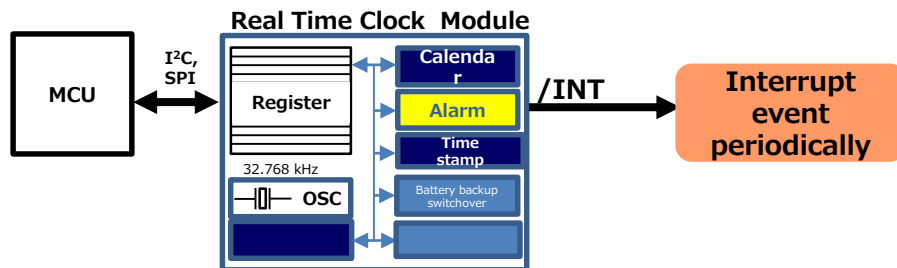 Real Time Clock Module
MCU
I²C,
SPI
Register
32.768 kHz
OSC
Calenda
r
Alarm
Time
stamp
Battery backup
switchover
/INT
Interrupt
event
periodically